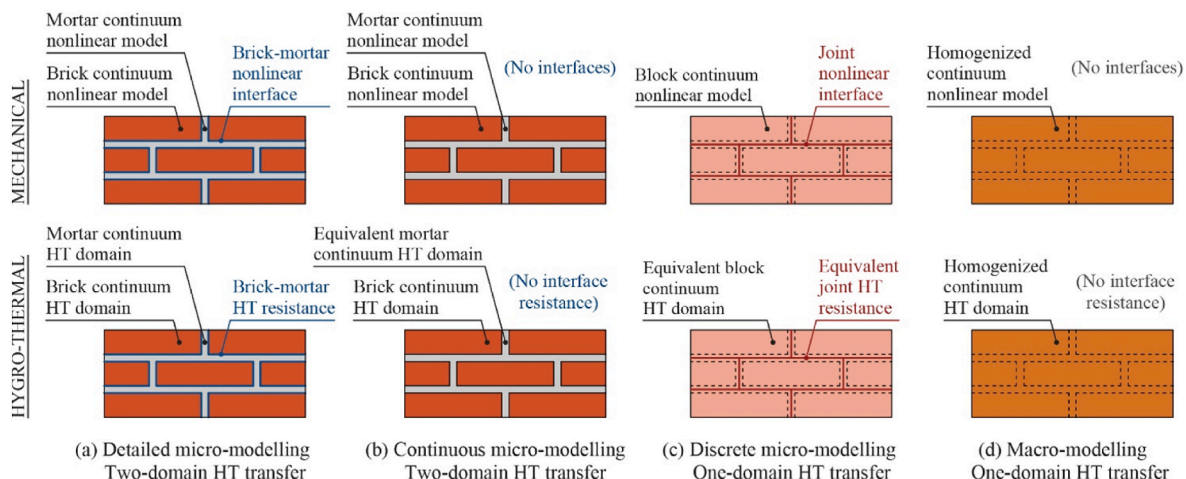 MECHANICAL
Mortar continuum
nonlinear model
Brick continuum
nonlinear model
Brick-mortar
nonlinear
interface
Mortar continuum
nonlinear model
Brick continuum
nonlinear model
(No interfaces)
Block continuum
nonlinear model
Joint
nonlinear
interface
Homogenized
continuum
nonlinear model
(No interfaces)
HYGRO-THERMAL
Mortar continuum
HT domain
Brick continuum
HT domain
Brick-mortar
HT resistance
Equivalent mortar
continuum HT domain
Brick continuum
HT domain
(No interface
resistance)
Equivalent block
continuum
HT domain
Equivalent
joint HT
resistance
Homogenized
continuum
HT domain
(No interface
resistance)
(a) Detailed micro-modelling
Two-domain HT transfer
(b) Continuous micro-modelling
Two-domain HT transfer
(c) Discrete micro-modelling
One-domain HT transfer
(d) Macro-modelling
One-domain HT transfer